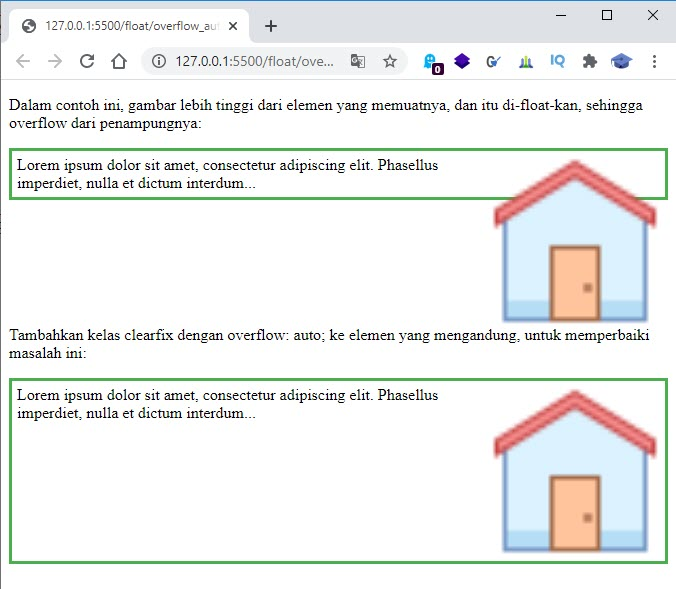 127.0.0.1:5500/float/overflow_au
127.0.0.1:5500/float/ove...
0
G
IQ
Dalam contoh ini, gambar lebih tinggi dari elemen yang memuatnya, dan itu di-float-kan, sehingga
overflow dari penampungnya:
Lorem ipsum dolor sit amet, consectetur adipiscing elit. Phasellus
imperdiet, nulla et dictum interdum...
Tambahkan kelas clearfix dengan overflow: auto; ke elemen yang mengandung, untuk memperbaiki
masalah ini:
Lorem ipsum dolor sit amet, consectetur adipiscing elit. Phasellus
imperdiet, nulla et dictum interdum...